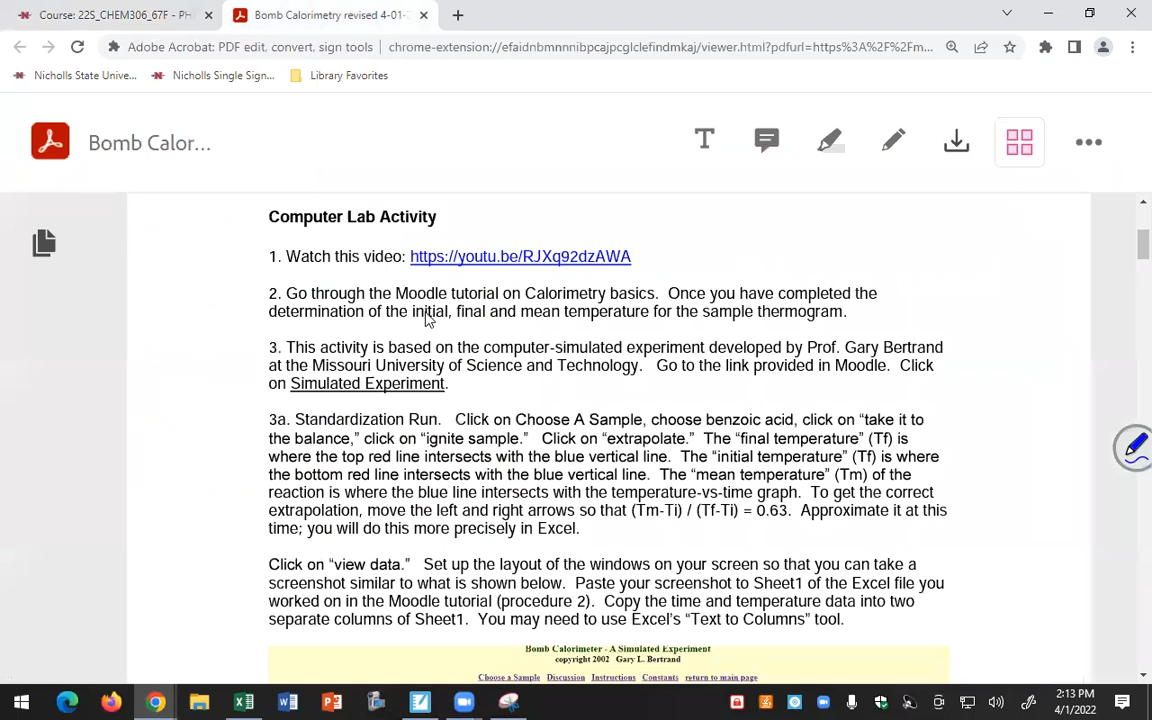 Course: 22S_CHEM306_67F - PH
Bomb Calorimetry revised 4-01-2
Adobe Acrobat: PDF edit, convert, sign tools
chrome-extension://efaidnbmnnnibpcajpcglclefindmkaj/viewer.html?pdfurl=https%3A%2F%2Fm...
Nicholls State Unive...
Nicholls Single Sign...
Library Favorites
Bomb Calor...
Computer Lab Activity
1. Watch this video: https://youtu.be/RJXq92dzAWA
2. Go through the Moodle tutorial on Calorimetry basics. Once you have completed the
determination of the initial, final and mean temperature for the sample thermogram.
3. This activity is based on the computer-simulated experiment developed by Prof. Gary Bertrand
at the Missouri University of Science and Technology. Go to the link provided in Moodle. Click
on Simulated Experiment.
3a. Standardization Run. Click on Choose A Sample, choose benzoic acid, click on “take it to
the balance,” click on “ignite sample.” Click on “extrapolate.” The “final temperature” (Tf) is
where the top red line intersects with the blue vertical line. The “initial temperature” (Tf) is where
the bottom red line intersects with the blue vertical line. The “mean temperature” (Tm) of the
reaction is where the blue line intersects with the temperature-vs-time graph. To get the correct
extrapolation, move the left and right arrows so that (Tm-Ti) / (Tf-Ti) = 0.63. Approximate it at this
time; you will do this more precisely in Excel.
Click on “view data.” Set up the layout of the windows on your screen so that you can take a
screenshot similar to what is shown below. Paste your screenshot to Sheet1 of the Excel file you
worked on in the Moodle tutorial (procedure 2). Copy the time and temperature data into two
separate columns of Sheet1. You may need to use Excel’s “Text to Columns” tool.
Bomb Calorimeter - A Simulated Experiment
copyright 2002 Gary L. Bertrand
Choose a Sample Discussion Instructions Constants return to main page
2:13 PM
4/1/2022